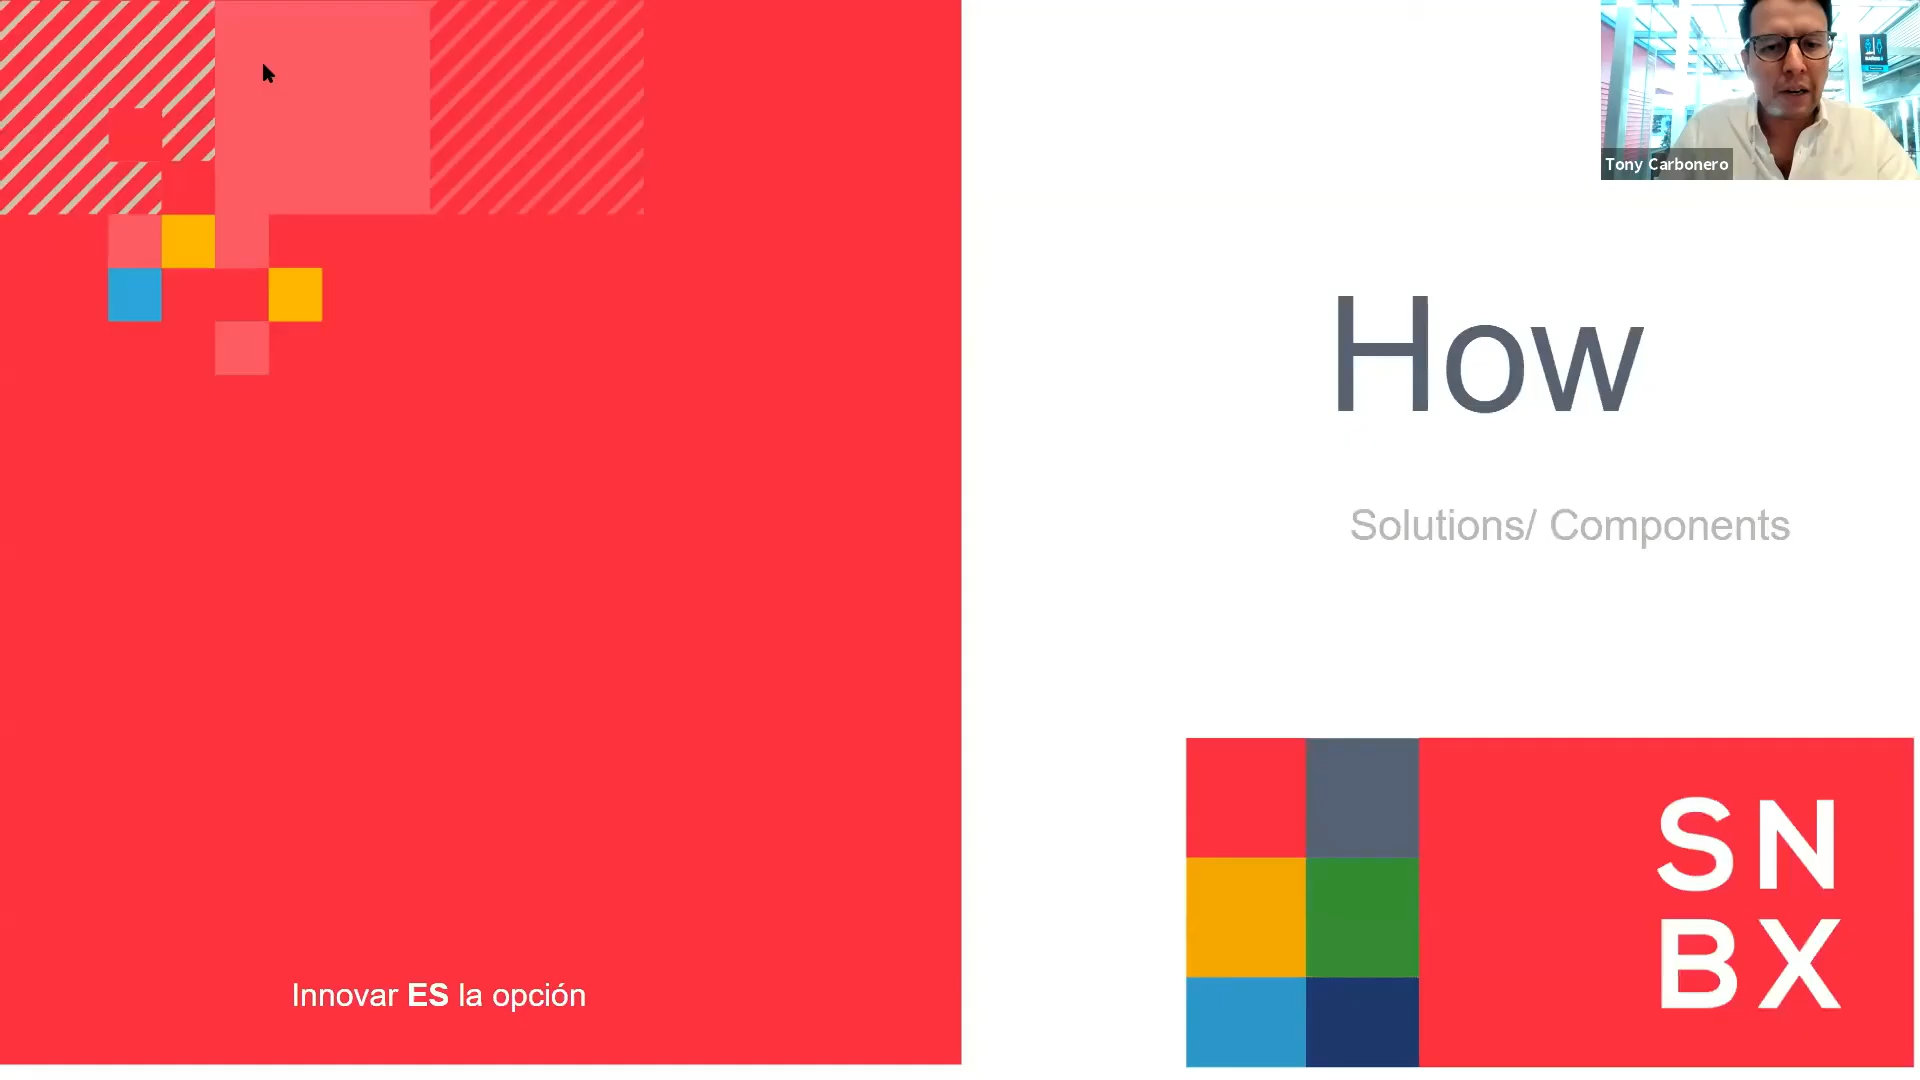 Tony Carbonero
How
Solutions/ Components
SN
BX
Innovar ES la opción